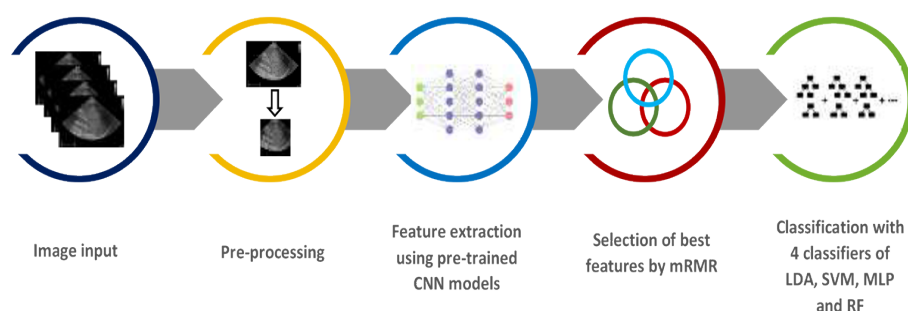 Image input
Pre-processing
Feature extraction
using pre-trained
CNN models
Selection of best
features by mRMR
Classification with
4 classifiers of
LDA, SVM, MLP
and RF